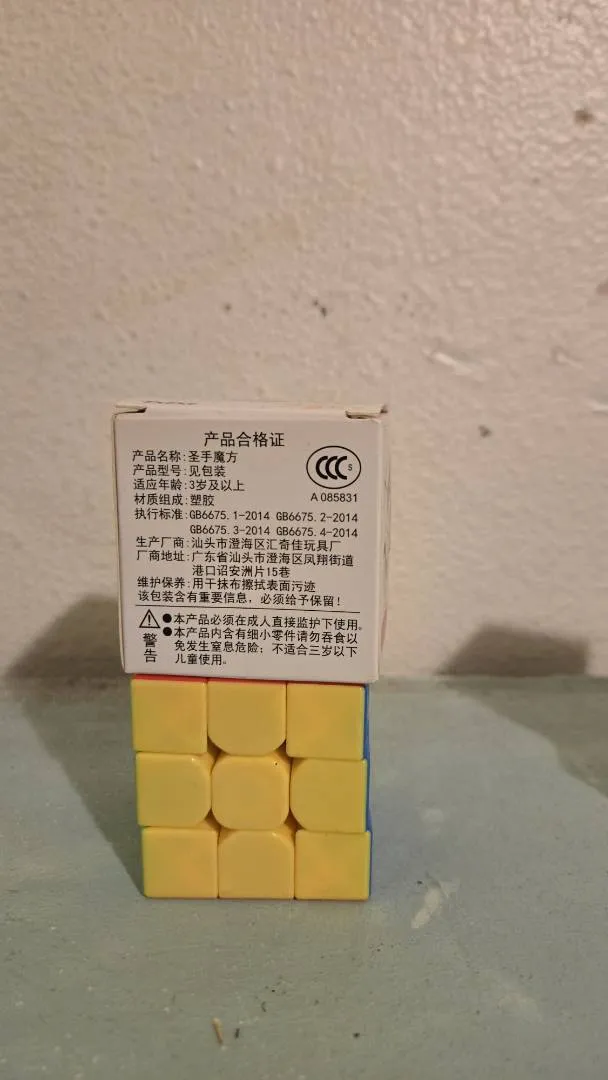 产品合格证
产品名称:圣手魔方
产品型号:见包装
适应年龄:3岁及以上
材质组成:塑胶
CCC S
A 085831
执行标准:GB6675.1-2014 GB6675.2-2014
GB6675.3-2014 GB6675.4-2014
生产厂商:汕头市澄海区汇奇佳玩具厂
厂商地址:广东省汕头市澄海区凤翔街道
港口诏安洲片15巷
维护保养:用干抹布擦拭表面污迹
该包装含有重要信息，必须给予保留！
警告
●本产品必须在成人直接监护下使用。
●本产品内含有细小零件请勿吞食以
免发生窒息危险；不适合三岁以下
儿童使用。